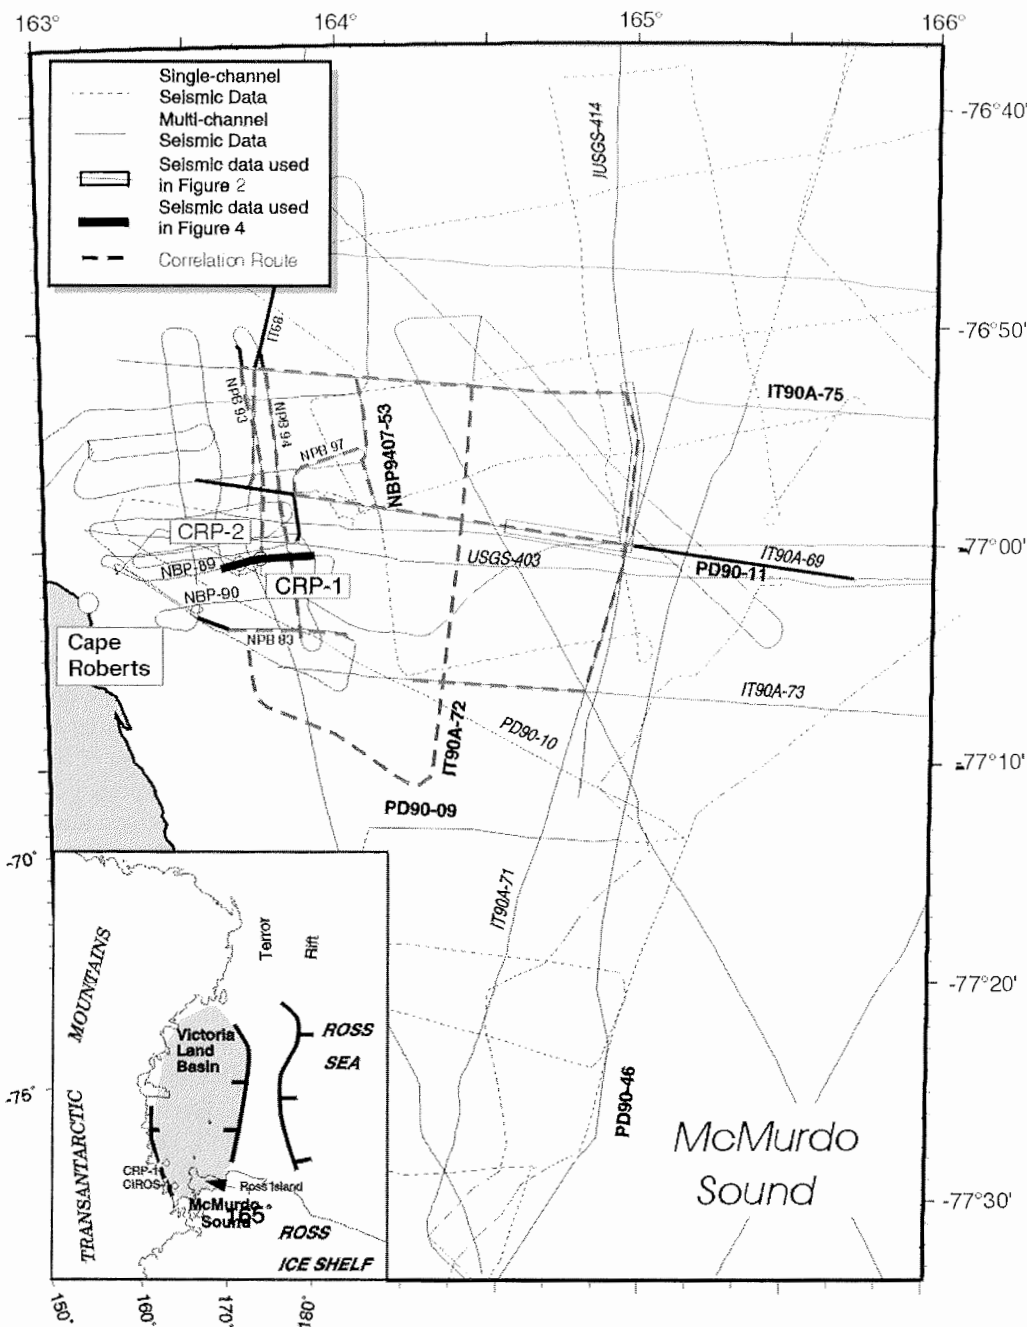 163°
164°
165°
166°
Single-channel
Seismic Data
Multi-channel
Seismic Data
Seismic data used
in Figure 2
Seismic data used
in Figure 4
Correlation Route
-76°40'
-76°50'
-77°00'
-77°10'
-77°20'
-77°30'
IT90A-75
NPB 93
NPB 94
NPB 97
NBP9407-53
CRP-2
NBP-89
CRP-1
NBP-90
NPB 83
USGS-403
IT90A-69
PD90-11
Cape
Roberts
IT90A-73
IT90A-72
PD90-10
PD90-09
IT90A-71
PD90-46
McMurdo
Sound
-70°
-75°
TRANSANTARCTIC
MOUNTAINS
Terror
Rift
Victoria
Land
Basin
ROSS
SEA
CRP-1
CIROS
Ross Island
McMurdo
Sound
165°
ROSS
ICE SHELF
150°
160°
180°